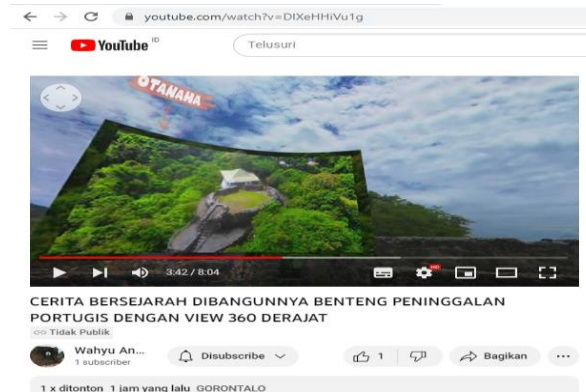 youtube.com/watch?v=DIXeHHiVu1g
YouTube ID
Telusuri
OTANAHA
3:42 / 8:04
HD
CERITA BERSEJARAH DIBANGUNNYA BENTENG PENINGGALAN
PORTUGIS DENGAN VIEW 360 DERAJAT
Tidak Publik
Wahyu An...
1 subscriber
Disubscribe
1
Bagikan
1 x ditonton 1 jam yang lalu GORONTALO